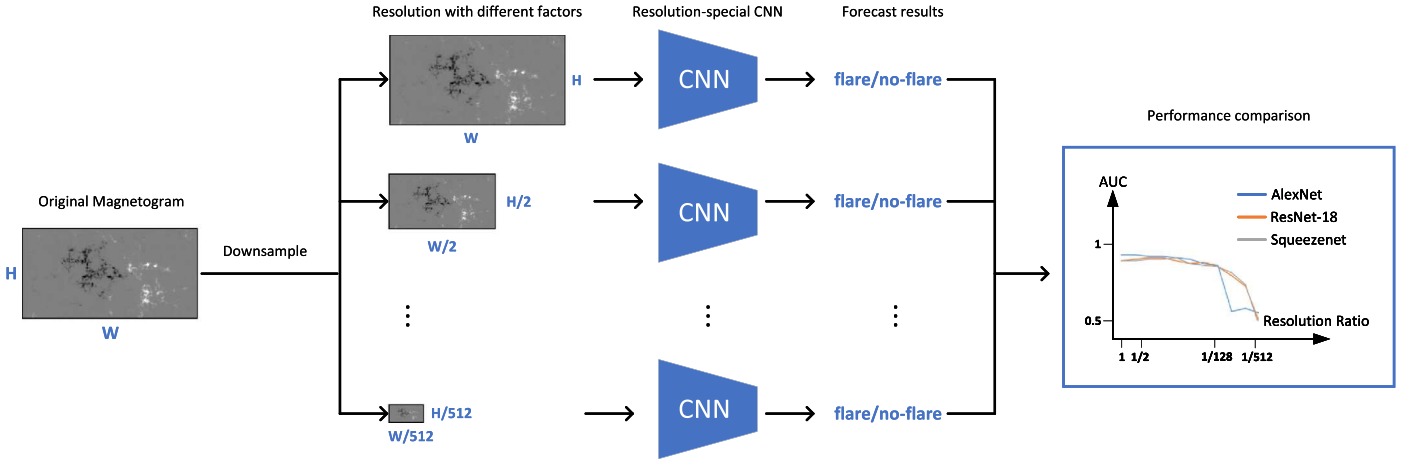 Resolution with different factors
Resolution-special CNN
Forecast results
H
CNN
flare/no-flare
W
Performance comparison
Original Magnetogram
H/2
CNN
flare/no-flare
W/2
Downsample
H
W
AUC
AlexNet
ResNet-18
Squeezenet
1
0.5
Resolution Ratio
1 1/2 1/128 1/512
H/512
CNN
flare/no-flare
W/512